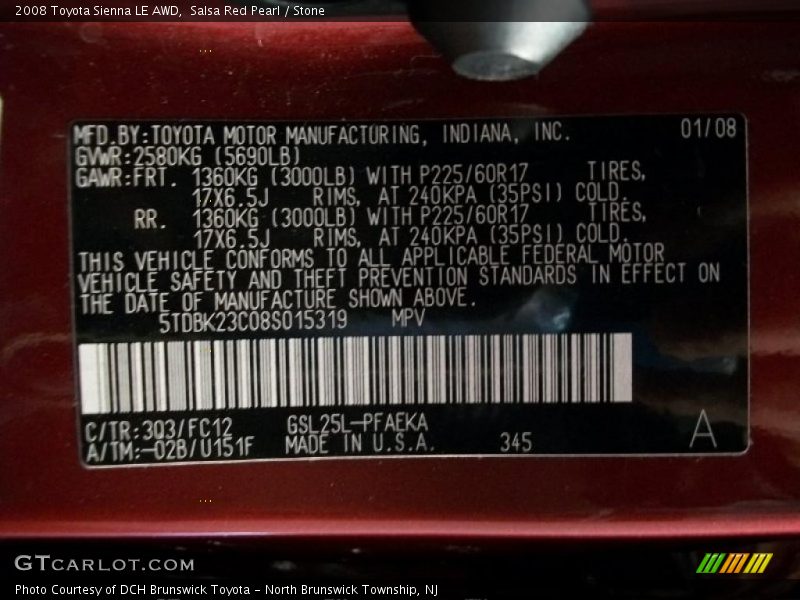 2008 Toyota Sienna LE AWD,  Salsa Red Pearl / Stone
MFD.BY:TOYOTA MOTOR MANUFACTURING, INDIANA, INC. 01/08
GVWR:2580KG (5690LB)
GAWR:FRT. 1360KG (3000LB) WITH P225/60R17 TIRES,
17X6.5J RIMS, AT 240KPA (35PSI) COLD.
RR. 1360KG (3000LB) WITH P225/60R17 TIRES,
17X6.5J RIMS, AT 240KPA (35PSI) COLD.
THIS VEHICLE CONFORMS TO ALL APPLICABLE FEDERAL MOTOR
VEHICLE SAFETY AND THEFT PREVENTION STANDARDS IN EFFECT ON
THE DATE OF MANUFACTURE SHOWN ABOVE.
5TDBK23C08S015319 MPV
C/TR:303/FC12 GSL25L-PFAEKA
A/TM:-02B/U151F MADE IN U.S.A. 345 A
GTCARLOT.COM
Photo Courtesy of DCH Brunswick Toyota – North Brunswick Township, NJ